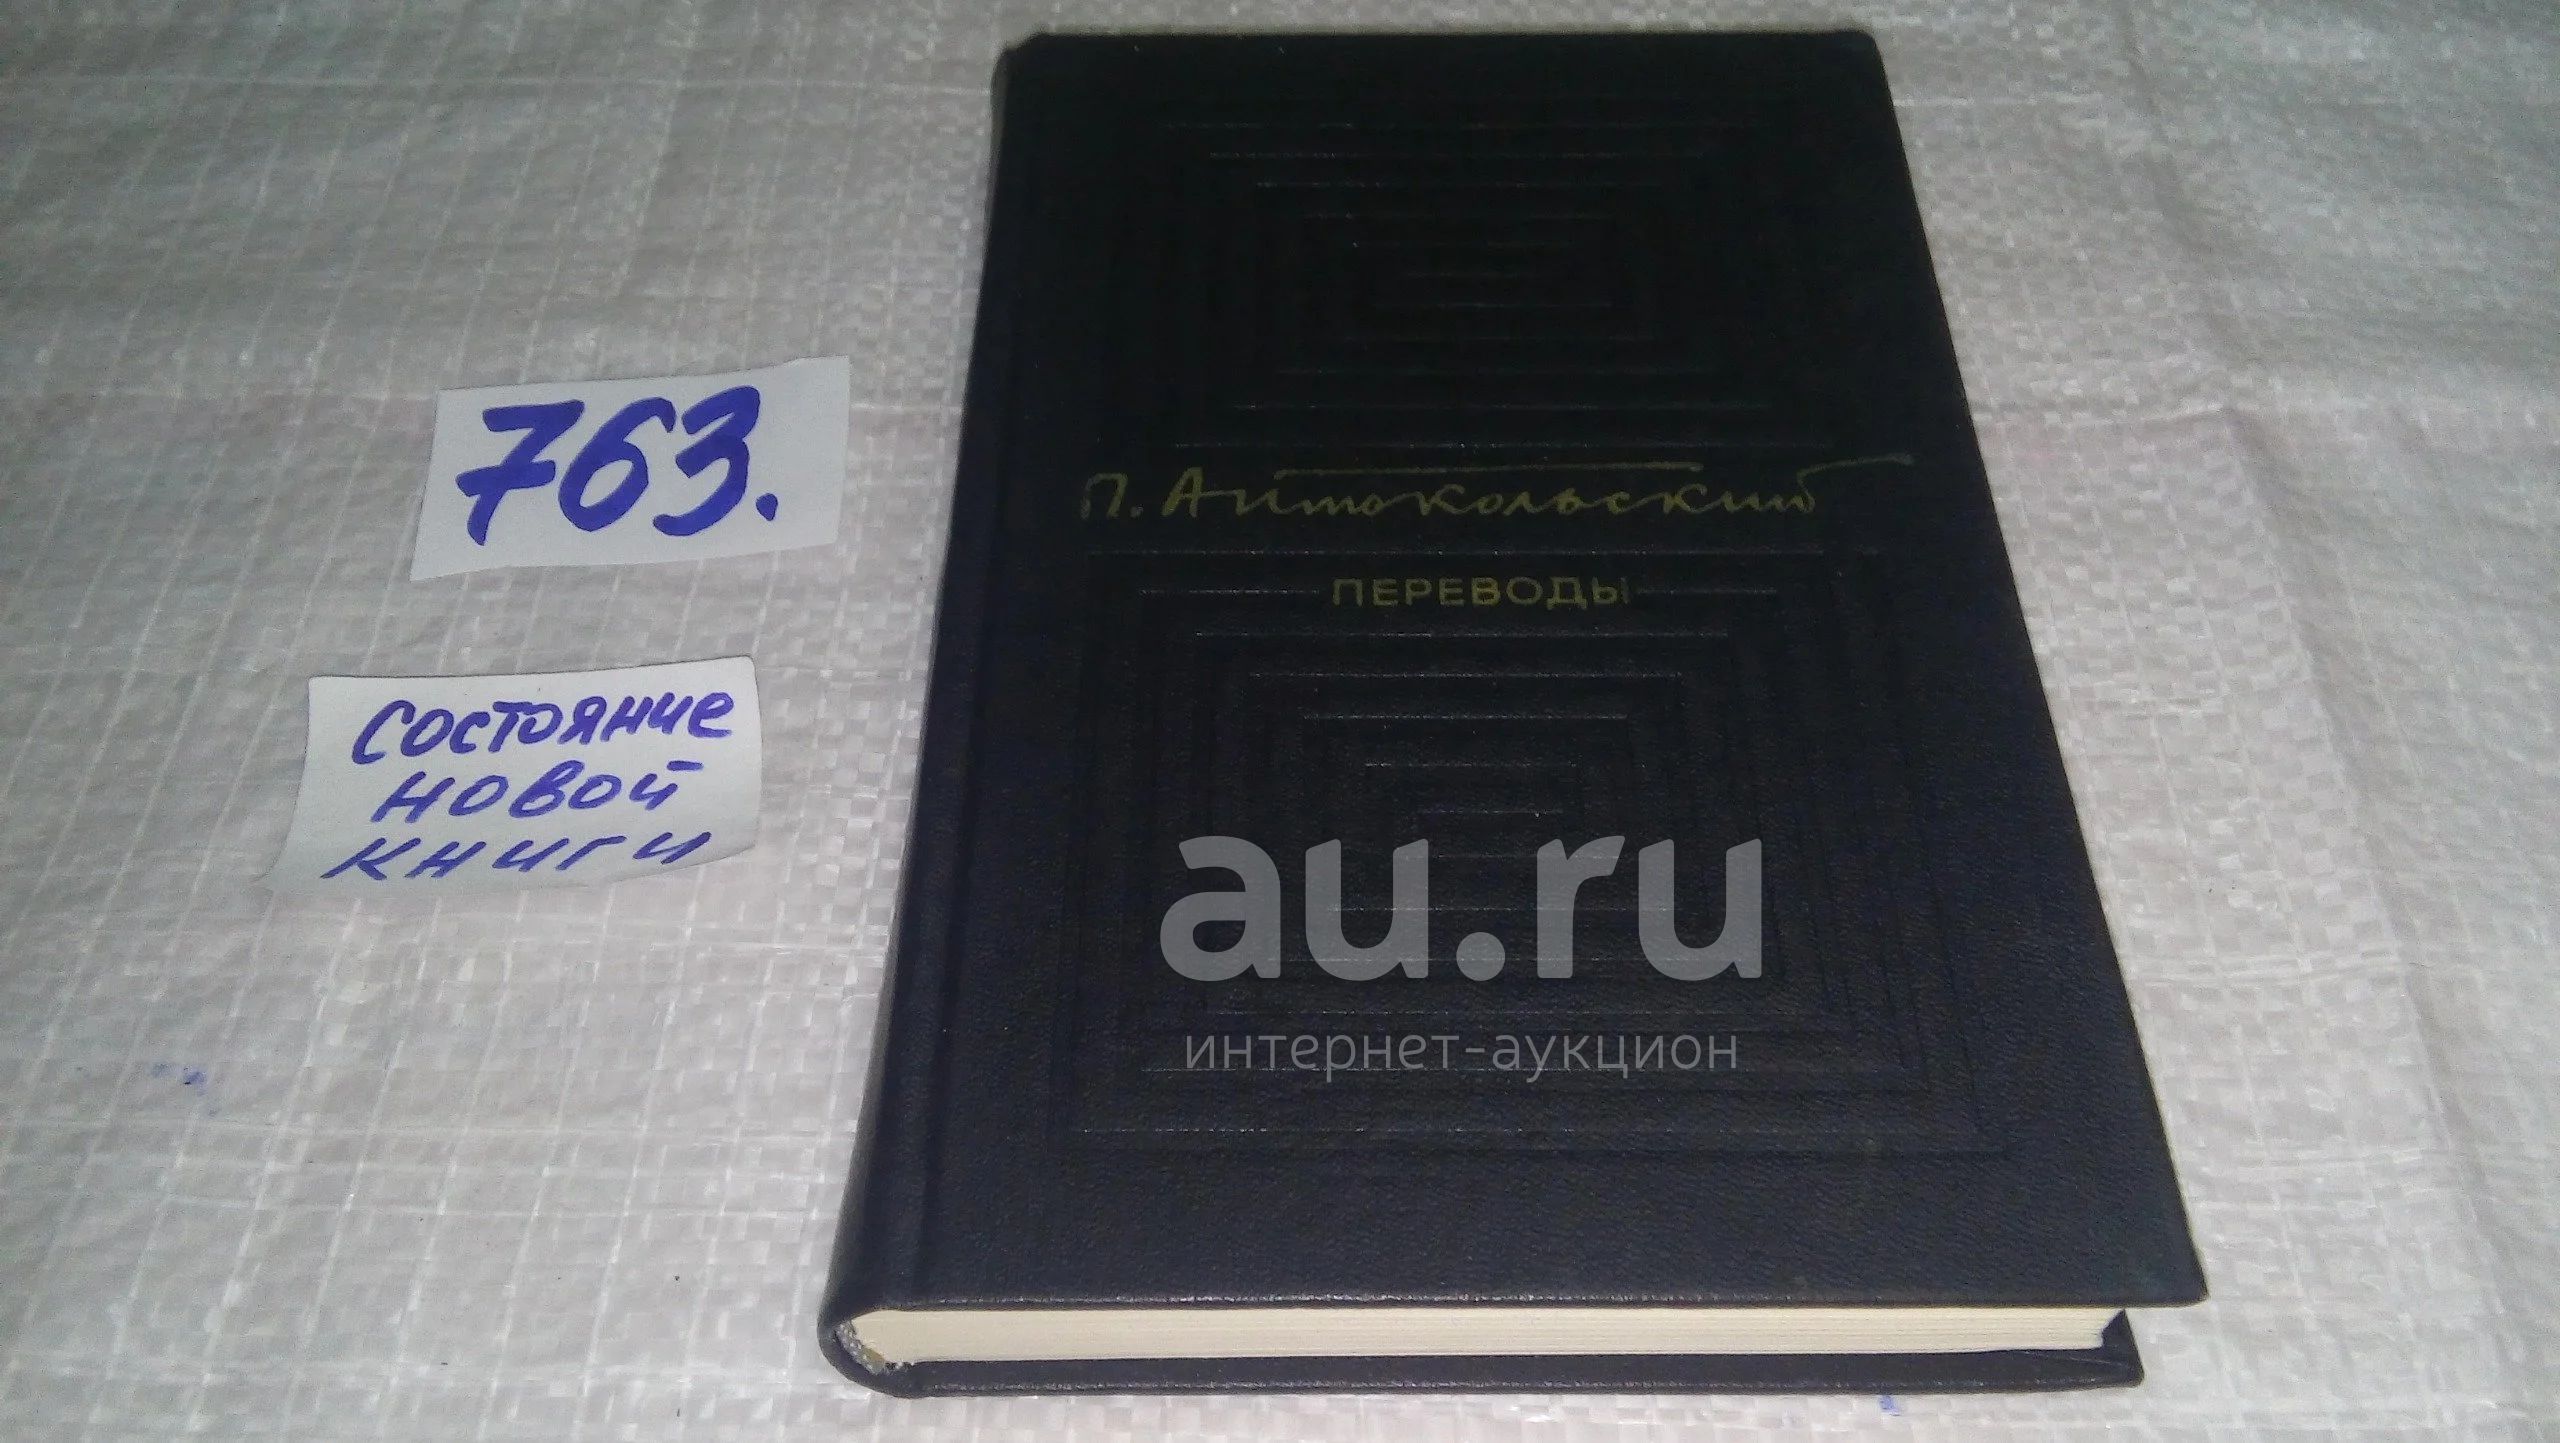 763.
состояние
новой
книги
П. Антокольский
ПЕРЕВОДЫ
au.ru
интернет-аукцион